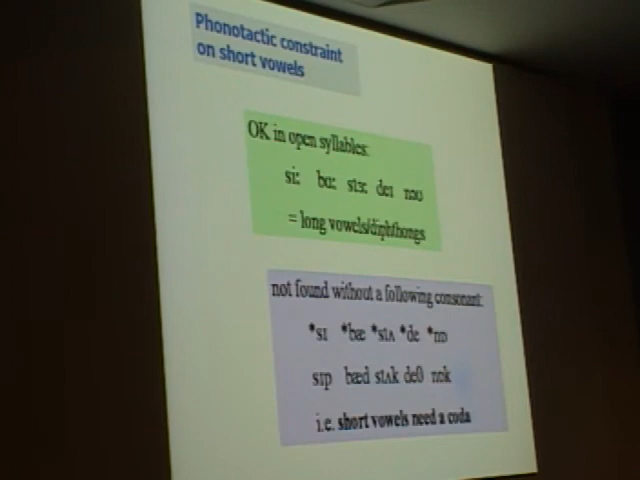 Phonotactic constraint
on short vowels
OK in open syllables:
siː bɑː stɜː deɪ nəʊ
= long vowels/diphthongs
not found without a following consonant:
*sɪ *bæ *stʌ *de *nɒ
sɪp bæd stʌk deθ nɒk
i.e. short vowels need a coda